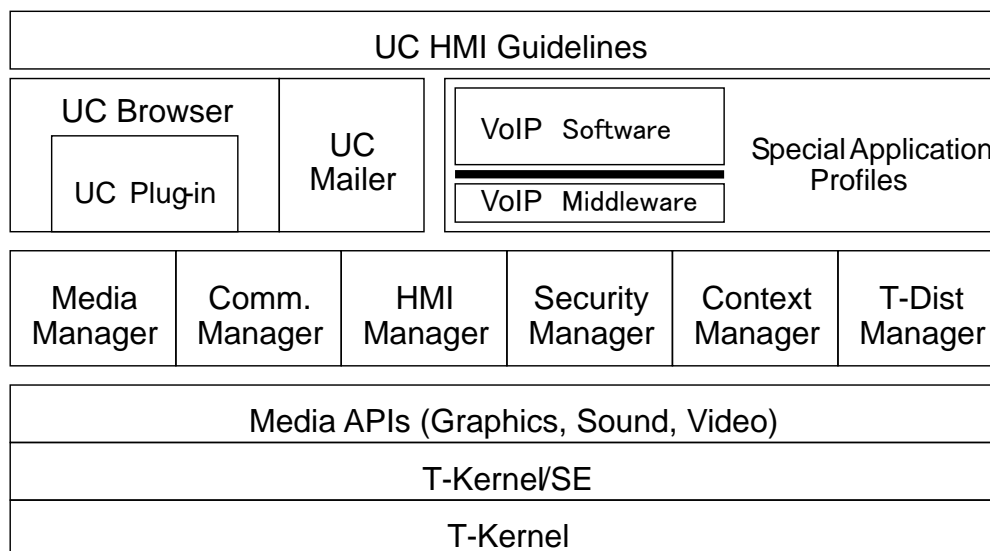 UC HMI Guidelines
UC Browser
UC Plug-in
UC
Mailer
VoIP Software
VoIP Middleware
Special Application
Profiles
Media
Manager
Comm.
Manager
HMI
Manager
Security
Manager
Context
Manager
T-Dist
Manager
Media APIs (Graphics, Sound, Video)
T-Kernel/SE
T-Kernel